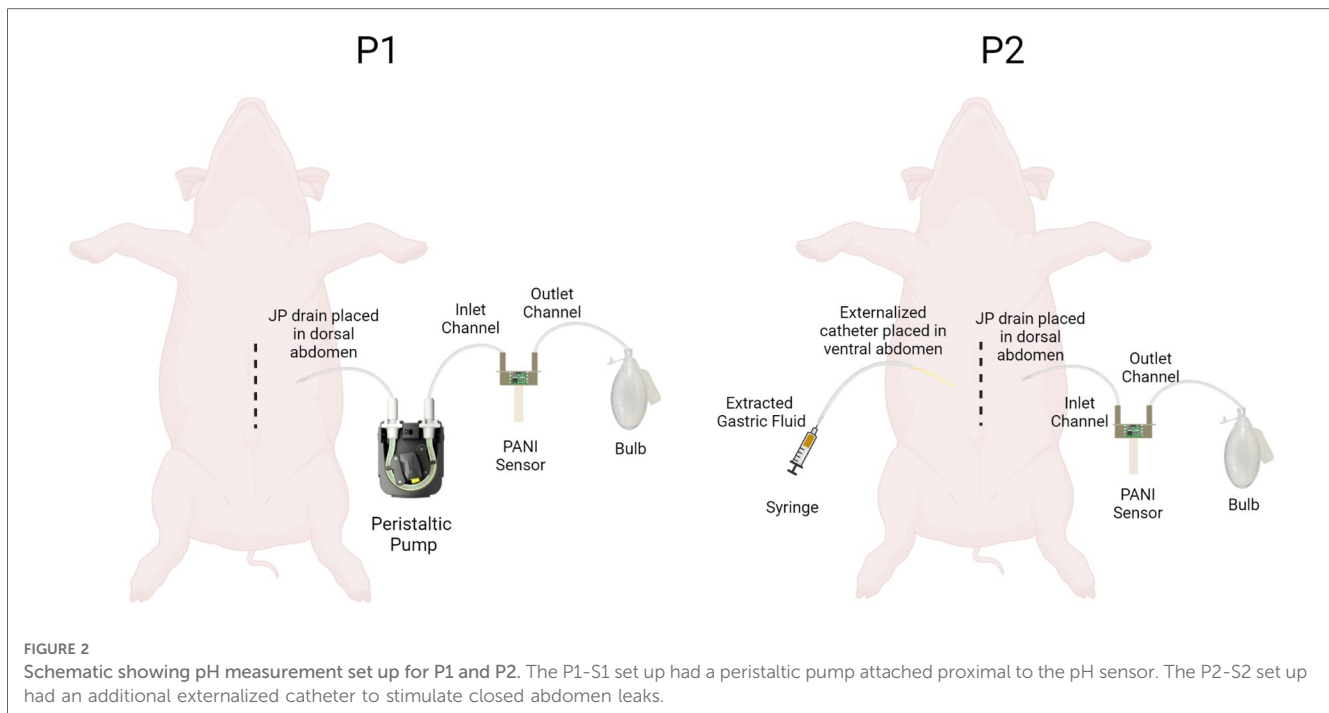 P1
JP drain placed
in dorsal
abdomen
Inlet
Channel
Outlet
Channel
PANI
Sensor
Bulb
Peristaltic
Pump
P2
Externalized
catheter placed in
ventral abdomen
JP drain placed
in dorsal
abdomen
Extracted
Gastric Fluid
Syringe
Inlet
Channel
Outlet
Channel
PANI
Sensor
Bulb
FIGURE 2
Schematic showing pH measurement set up for P1 and P2. The P1-S1 set up had a peristaltic pump attached proximal to the pH sensor. The P2-S2 set up
had an additional externalized catheter to stimulate closed abdomen leaks.